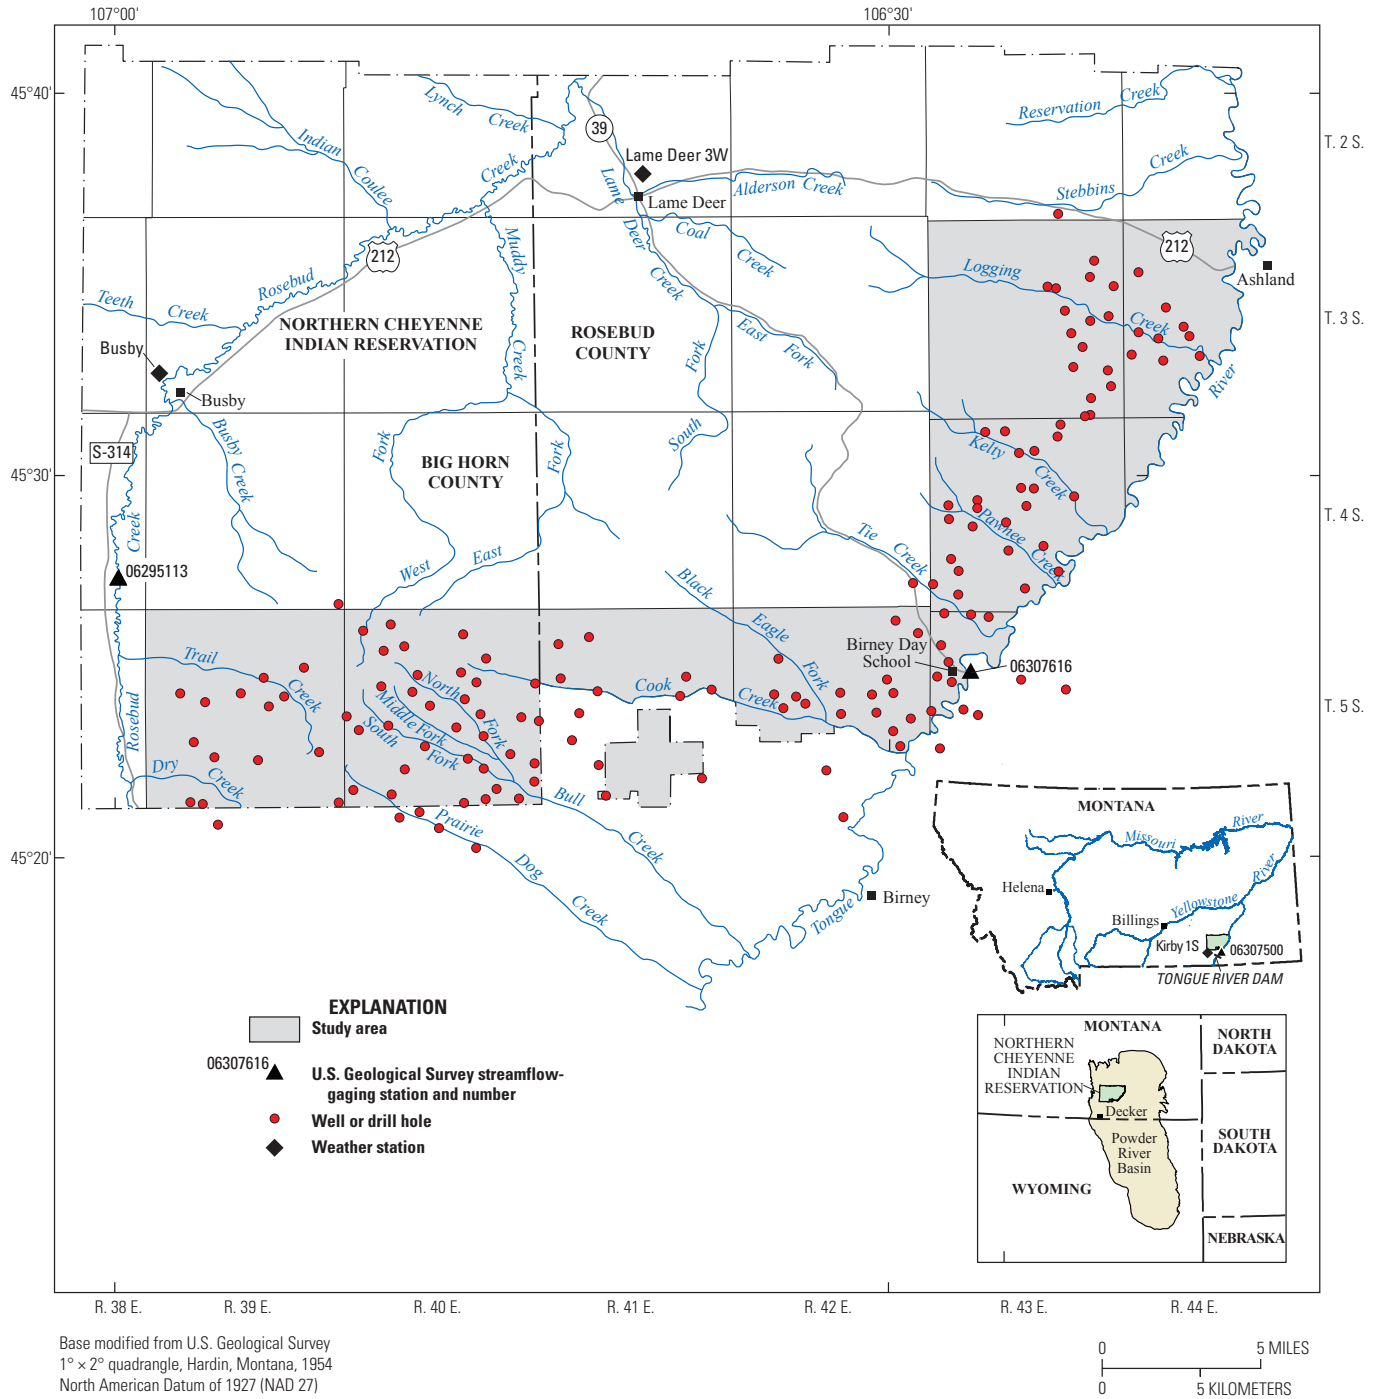 107°00'
106°30'
45°40'
45°30'
45°20'
T. 2 S.
T. 3 S.
T. 4 S.
T. 5 S.
Lynch
Creek
Indian
Coulee
Creek
39
Lame Deer 3W
Lame
Deer
Creek
Lame Deer
Alderson Creek
Reservation Creek
Creek
Stebbins
Coal
Creek
212
212
Ashland
Rosebud
Muddy
Creek
Logging
Creek
Teeth
Creek
NORTHERN CHEYENNE
INDIAN RESERVATION
ROSEBUD
COUNTY
East
Fork
Fork
South
River
Busby
Busby
S-314
Busby
Creek
Fork
Fork
BIG HORN
COUNTY
Kelty
Creek
Pawnee
Creek
Creek
06295113
West
East
Tie
Creek
Black
Eagle
Fork
Birney Day
School
06307616
Trail
Creek
North
Fork
Middle Fork
South
Fork
Cook
Creek
Rosebud
Dry
Creek
Bull
Creek
Prairie
Dog
Creek
Tongue
Birney
MONTANA
Missouri
River
Helena
River
Yellowstone
Billings
Kirby 1S
06307500
TONGUE RIVER DAM
EXPLANATION
Study area
06307616
U.S. Geological Survey streamflow-
gaging station and number
Well or drill hole
Weather station
MONTANA
NORTHERN
CHEYENNE
INDIAN
RESERVATION
NORTH
DAKOTA
Decker
Powder
River
Basin
SOUTH
DAKOTA
WYOMING
NEBRASKA
R. 38 E.
R. 39 E.
R. 40 E.
R. 41 E.
R. 42 E.
R. 43 E.
R. 44 E.
Base modified from U.S. Geological Survey
1° × 2° quadrangle, Hardin, Montana, 1954
North American Datum of 1927 (NAD 27)
0
5 MILES
0
5 KILOMETERS